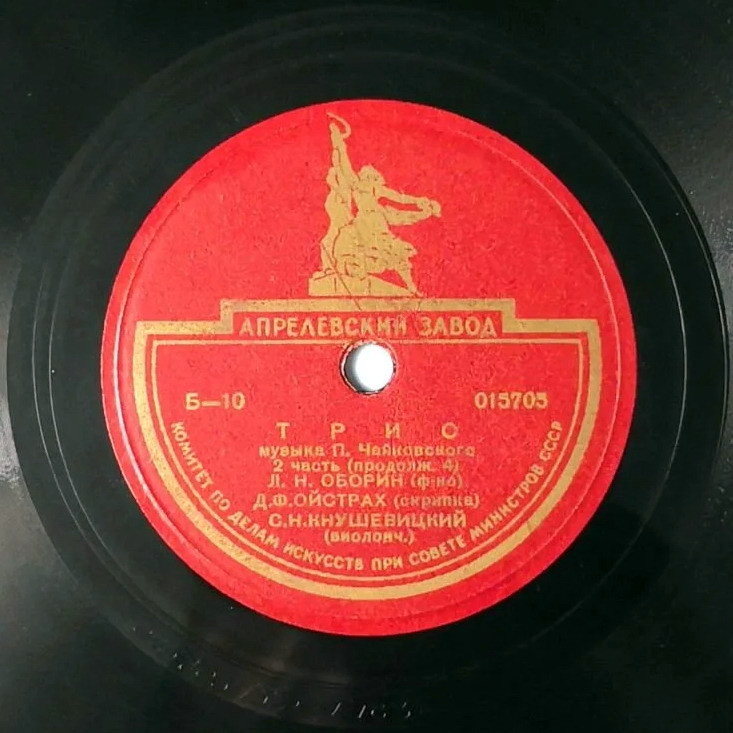 АПРЕЛЕВСКИЙ ЗАВОД
Б—10
015705
ТРИО
музыка П. Чайковского
2 часть (продолж. 4)
Л. Н. ОБОРИН (ф-но)
Д.Ф.ОЙСТРАХ (скрипка)
С.Н.КНУШЕВИЦКИЙ
(виолонч.)
КОМИТЕТ ПО ДЕЛАМ ИСКУССТВ ПРИ СОВЕТЕ МИНИСТРОВ СССР